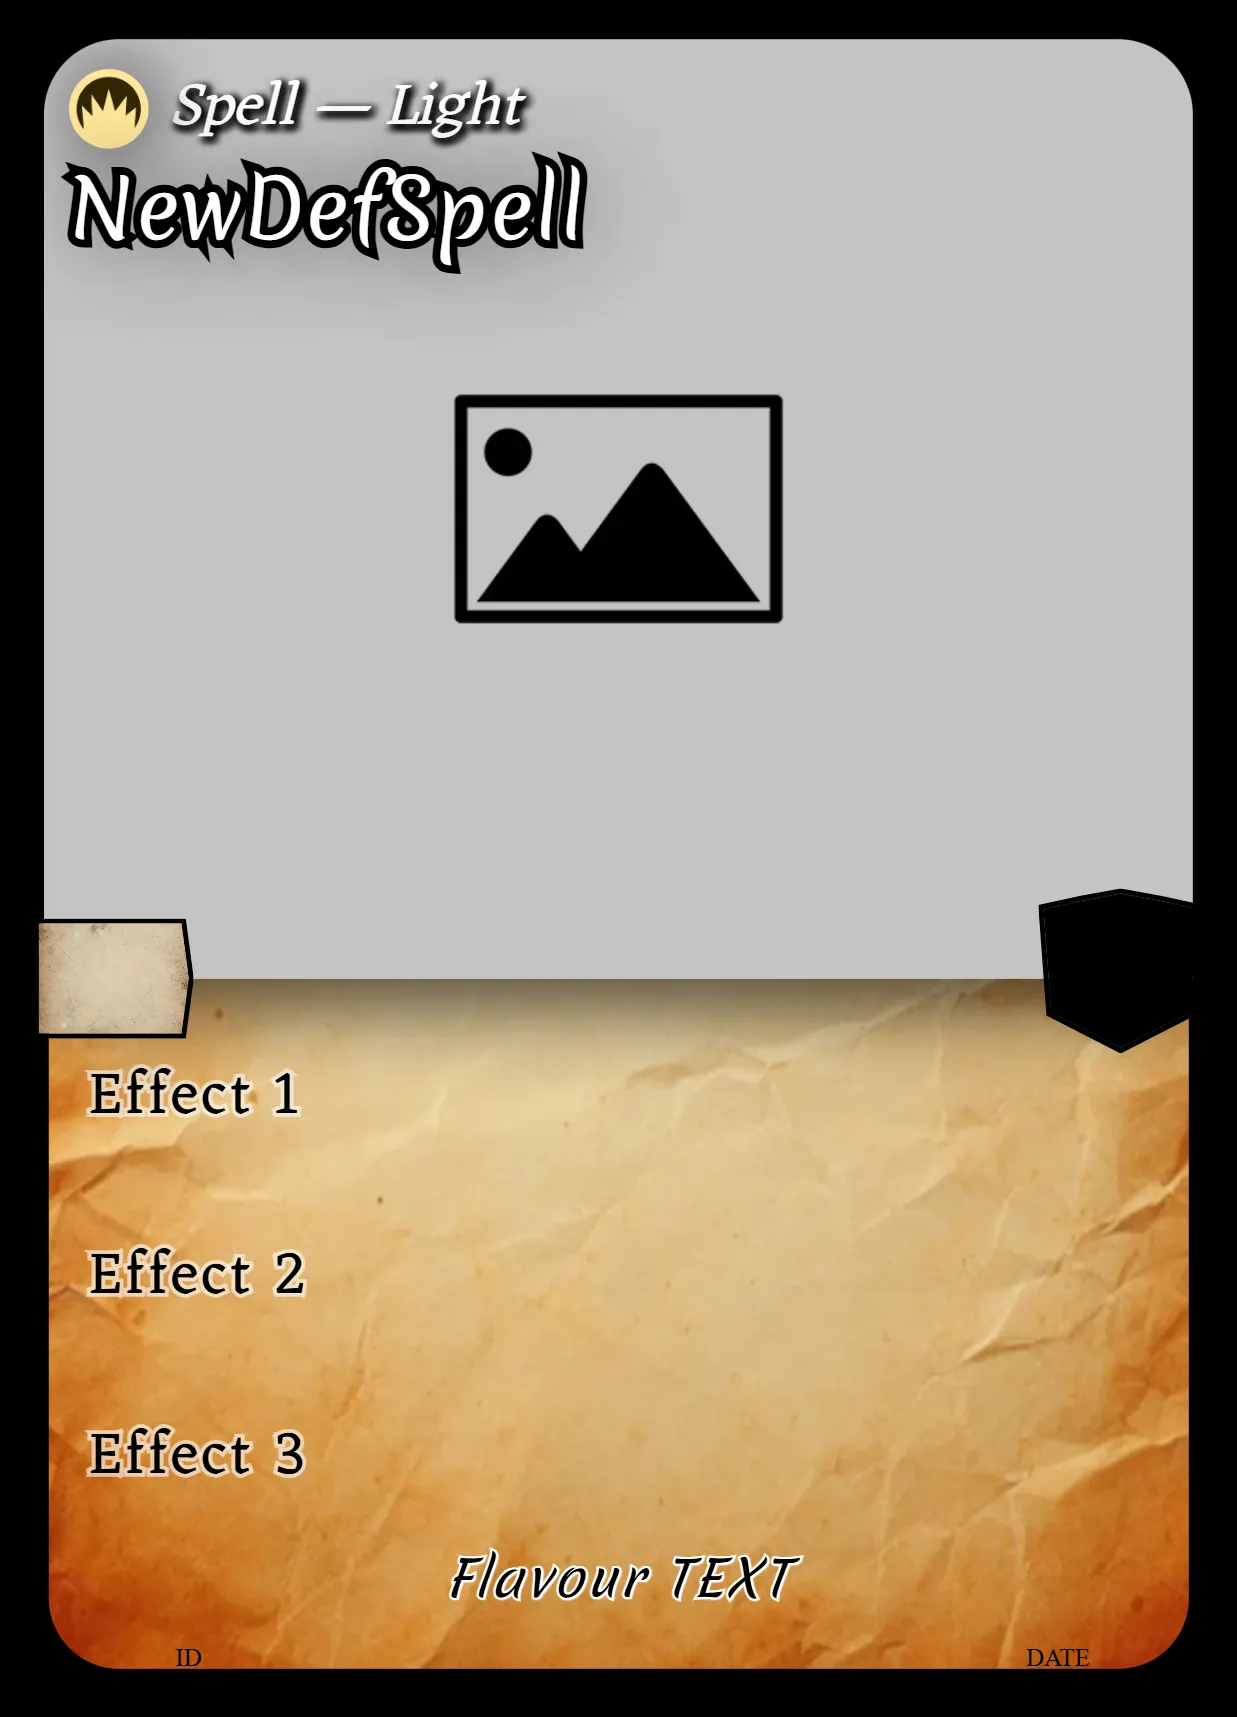 Spell — Light
NewDefSpell
Effect 1
Effect 2
Effect 3
Flavour TEXT
ID
DATE